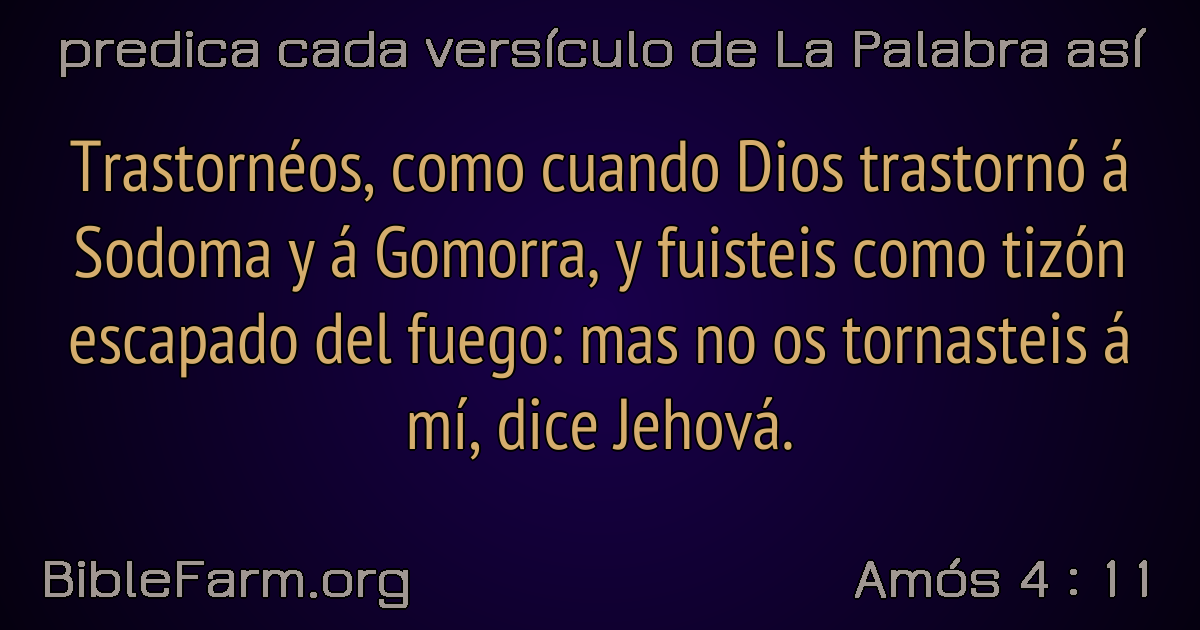 predica cada versículo de La Palabra así
Trastornéos, como cuando Dios trastornó á
Sodoma y á Gomorra, y fuisteis como tizón
escapado del fuego: mas no os tornasteis á
mí, dice Jehová.
BibleFarm.org
Amós 4 : 11